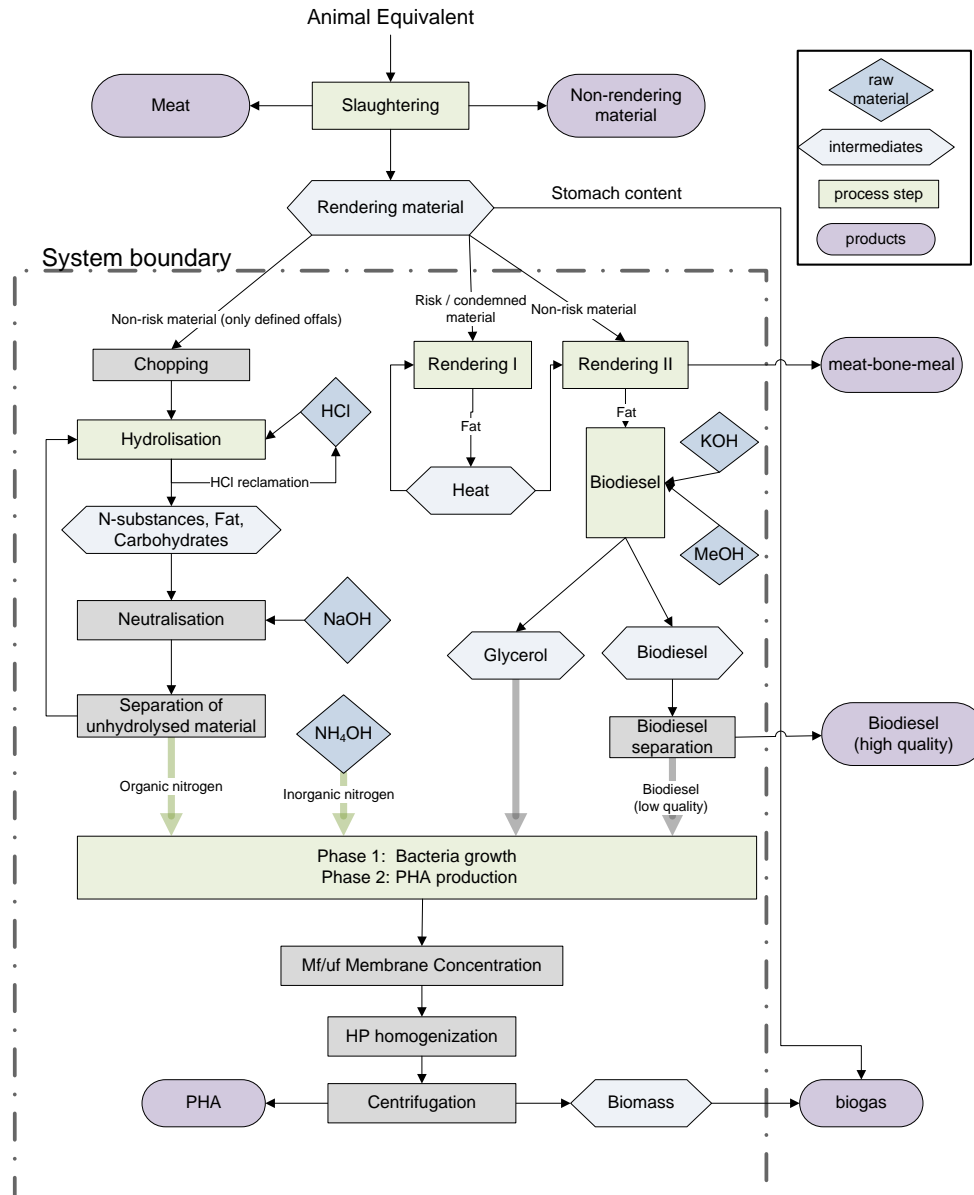 Animal Equivalent
Meat
Slaughtering
Non-rendering
material
raw
material
intermediates
process step
products
Rendering material
Stomach content
System boundary
Non-risk material (only defined offals)
Risk / condemned
material
Non-risk material
Chopping
Rendering I
Rendering II
meat-bone-meal
HCl
Fat
Fat
Hydrolisation
KOH
HCl reclamation
Heat
Biodiesel
N-substances, Fat,
Carbohydrates
MeOH
Neutralisation
NaOH
Glycerol
Biodiesel
Separation of
unhydrolysed material
NH4OH
Biodiesel
separation
Biodiesel
(high quality)
Organic nitrogen
Inorganic nitrogen
Biodiesel
(low quality)
Phase 1: Bacteria growth
Phase 2: PHA production
Mf/uf Membrane Concentration
HP homogenization
PHA
Centrifugation
Biomass
biogas